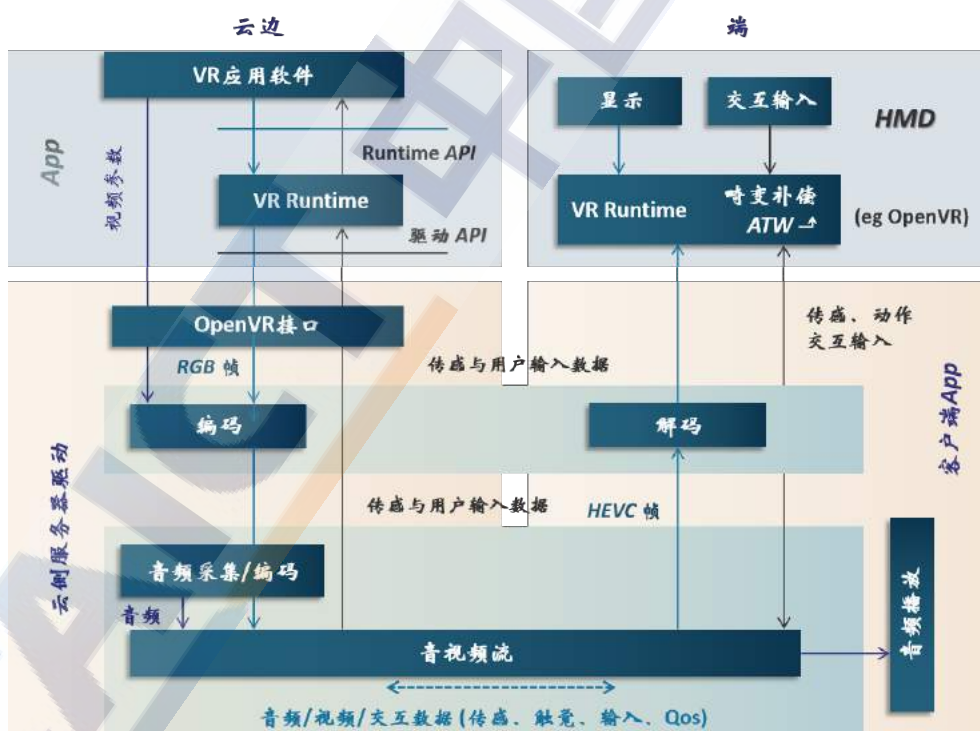 云边
端
VR应用软件
显示
交互输入
HMD
App
视频参数
Runtime API
VR Runtime
VR Runtime
畸变补偿
ATW
(eg OpenVR)
驱动 API
OpenVR接口
传感、动作
交互输入
RGB 帧
传感与用户输入数据
编码
解码
客户端App
云侧服务器驱动
传感与用户输入数据
HEVC 帧
音频采集/编码
音频
音视频流
音频播放
音频/视频/交互数据(传感、触觉、输入、Qos)